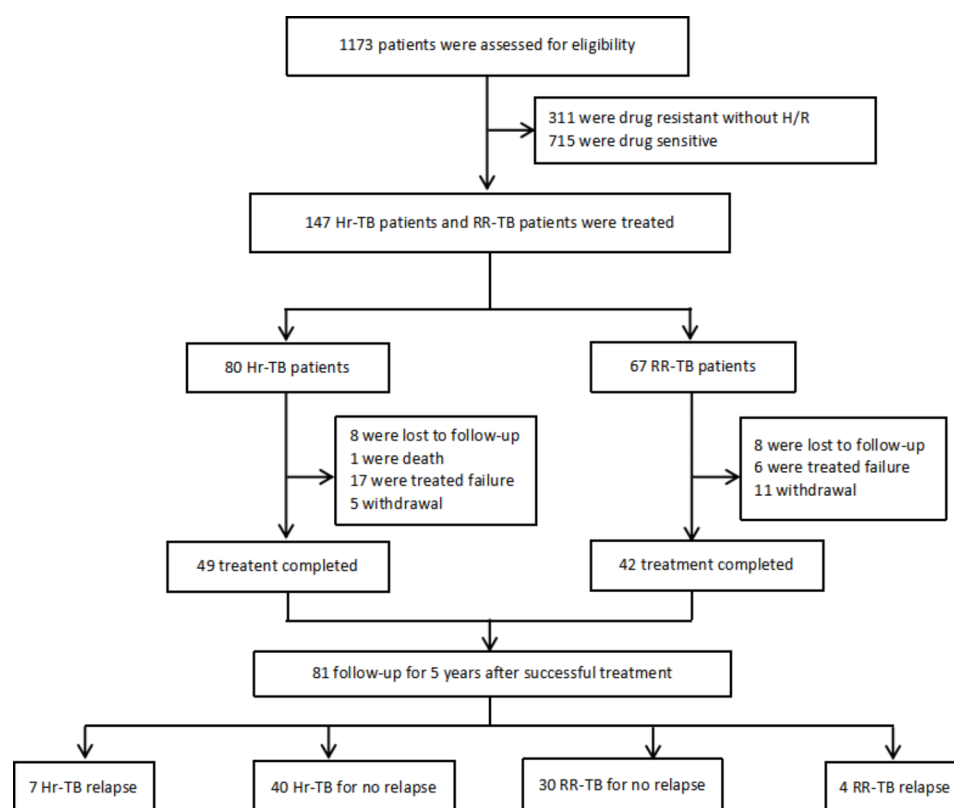 1173 patients were assessed for eligibility
311 were drug resistant without H/R
715 were drug sensitive
147 Hr-TB patients and RR-TB patients were treated
80 Hr-TB patients
67 RR-TB patients
8 were lost to follow-up
1 were death
17 were treated failure
5 withdrawal
8 were lost to follow-up
6 were treated failure
11 withdrawal
49 treatent completed
42 treatment completed
81 follow-up for 5 years after successful treatment
7 Hr-TB relapse
40 Hr-TB for no relapse
30 RR-TB for no relapse
4 RR-TB relapse